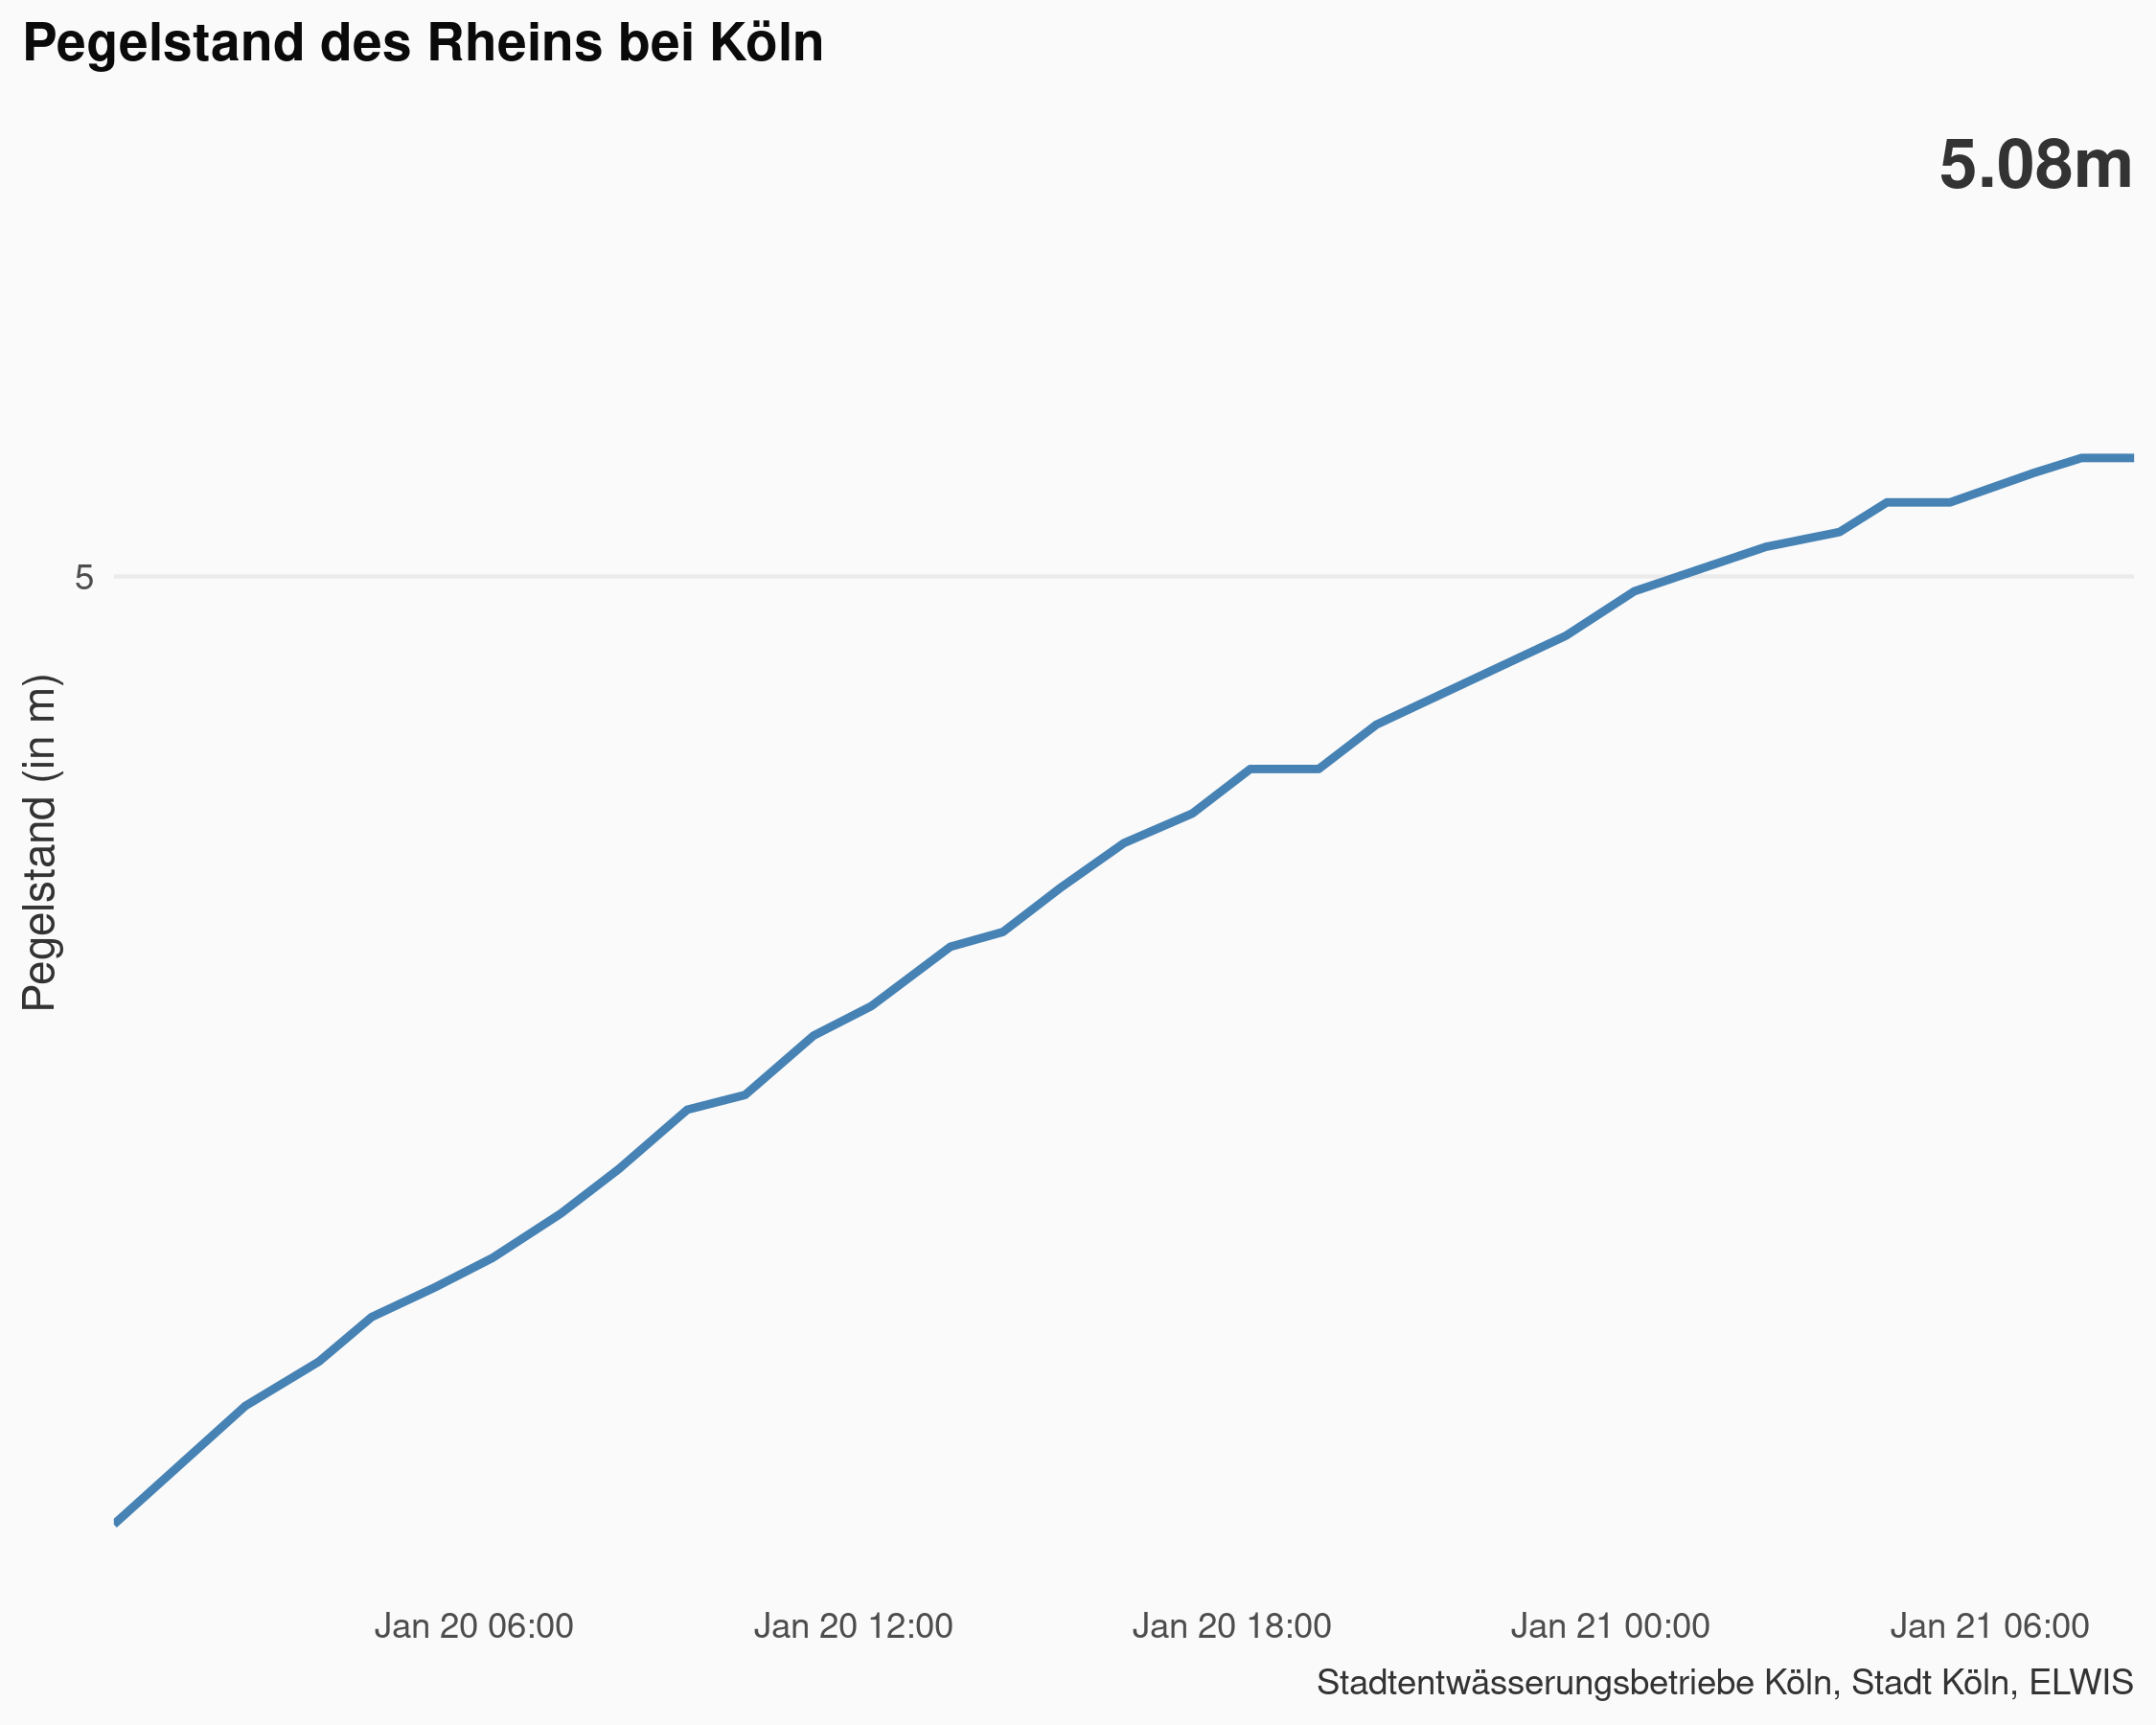 Pegelstand des Rheins bei Köln
5.08m
5
Pegelstand (in m)
Jan 20 06:00 Jan 20 12:00 Jan 20 18:00 Jan 21 00:00 Jan 21 06:00
Stadtentwässerungsbetriebe Köln, Stadt Köln, ELWIS